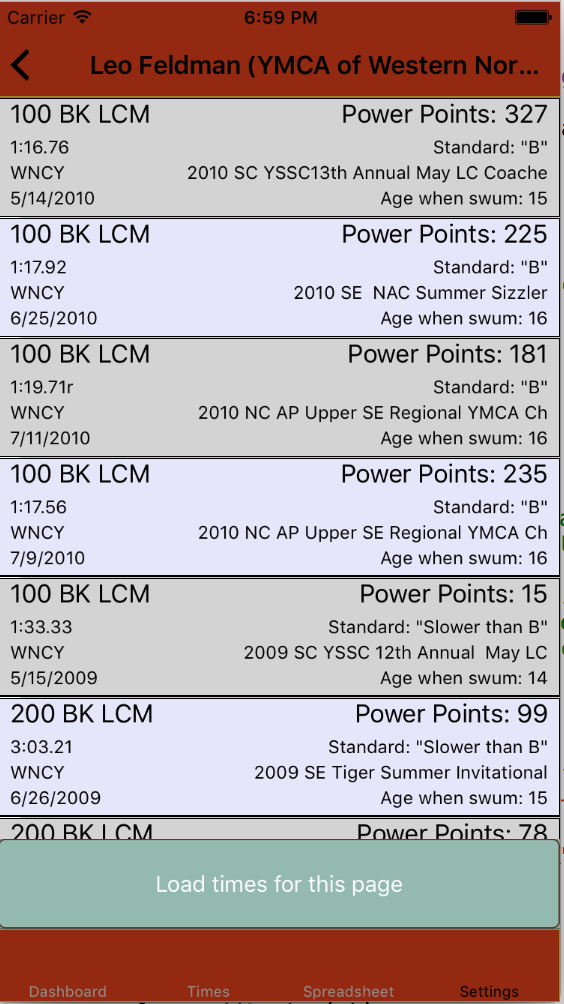 Carrier 6:59 PM
Leo Feldman (YMCA of Western Nor...
100 BK LCM Power Points: 327
1:16.76 Standard: "B"
WNCY 2010 SC YSSC13th Annual May LC Coache
5/14/2010 Age when swum: 15
100 BK LCM Power Points: 225
1:17.92 Standard: "B"
WNCY 2010 SE  NAC Summer Sizzler
6/25/2010 Age when swum: 16
100 BK LCM Power Points: 181
1:19.71r Standard: "B"
WNCY 2010 NC AP Upper SE Regional YMCA Ch
7/11/2010 Age when swum: 16
100 BK LCM Power Points: 235
1:17.56 Standard: "B"
WNCY 2010 NC AP Upper SE Regional YMCA Ch
7/9/2010 Age when swum: 16
100 BK LCM Power Points: 15
1:33.33 Standard: "Slower than B"
WNCY 2009 SC YSSC 12th Annual  May LC
5/15/2009 Age when swum: 14
200 BK LCM Power Points: 99
3:03.21 Standard: "Slower than B"
WNCY 2009 SE Tiger Summer Invitational
6/26/2009 Age when swum: 15
200 BK LCM Power Points: 78
Load times for this page
Dashboard Times Spreadsheet Settings